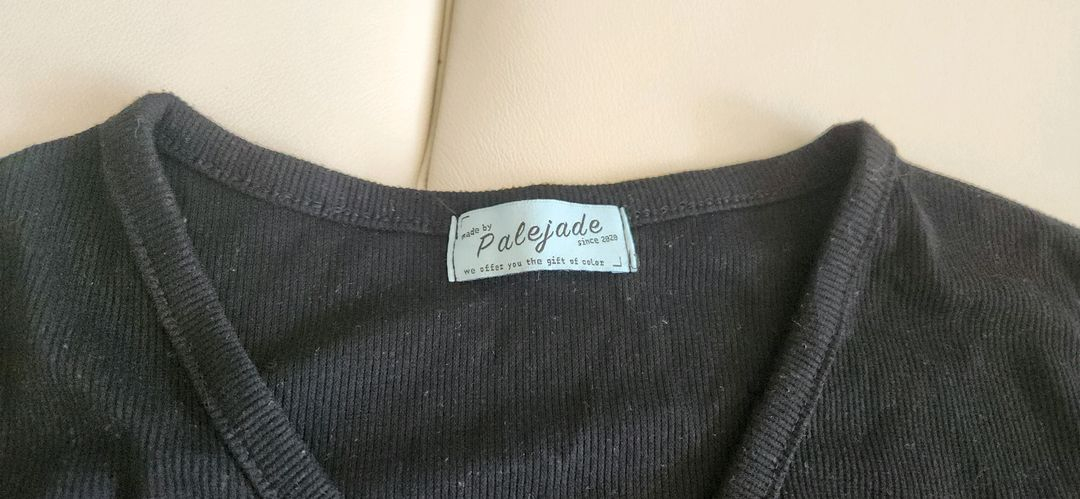 made by
Palejade
since 2020
we offer you the gift of color